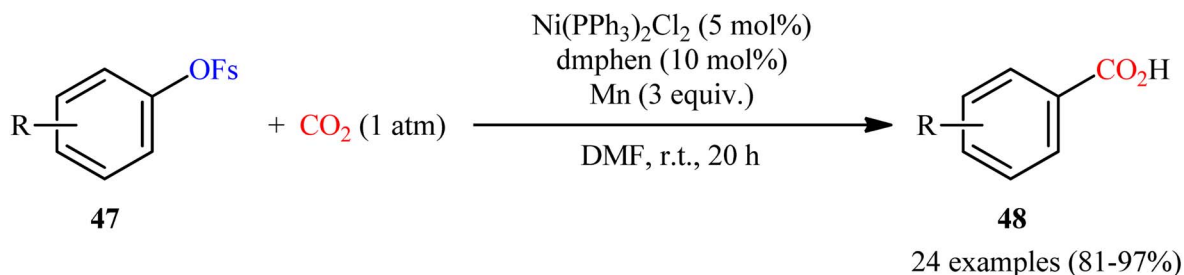 Ni(PPh₃)₂Cl₂ (5 mol%)
dmphen (10 mol%)
Mn (3 equiv.)
OFs
R
+ CO₂ (1 atm)
DMF, r.t., 20 h
CO₂H
R
47
48
24 examples (81-97%)